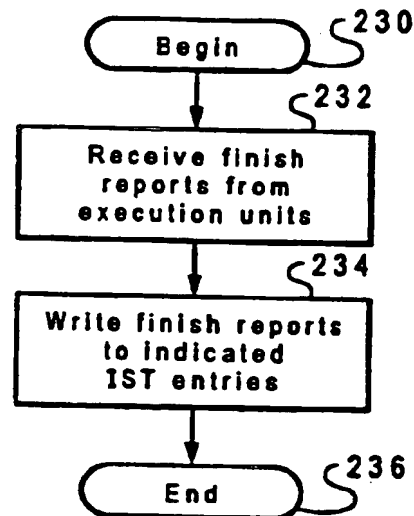 Begin
230
232
Receive finish
reports from
execution units
234
Write finish reports
to indicated
IST entries
236
End